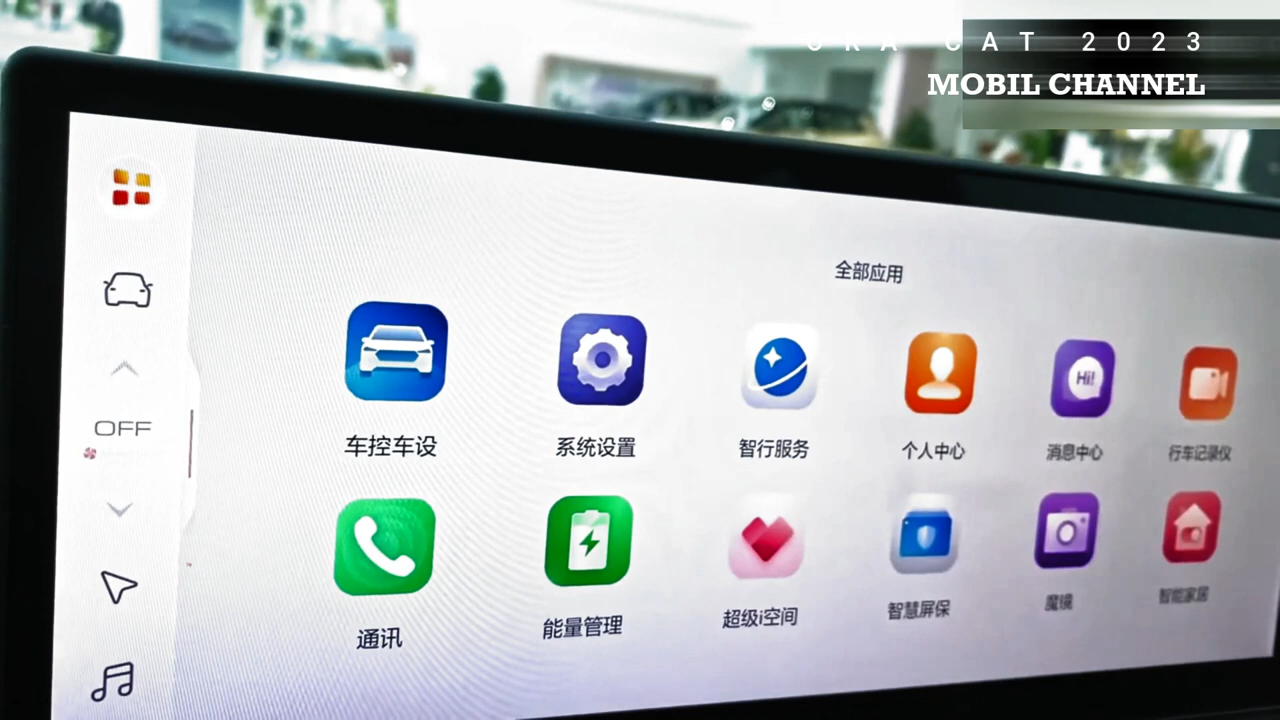 ORA CAT 2023
MOBIL CHANNEL
全部应用
OFF
车控车设
系统设置
智行服务
个人中心
Hi!
消息中心
行车记录仪
通讯
能量管理
超级i空间
智慧屏保
魔镜
智能家居